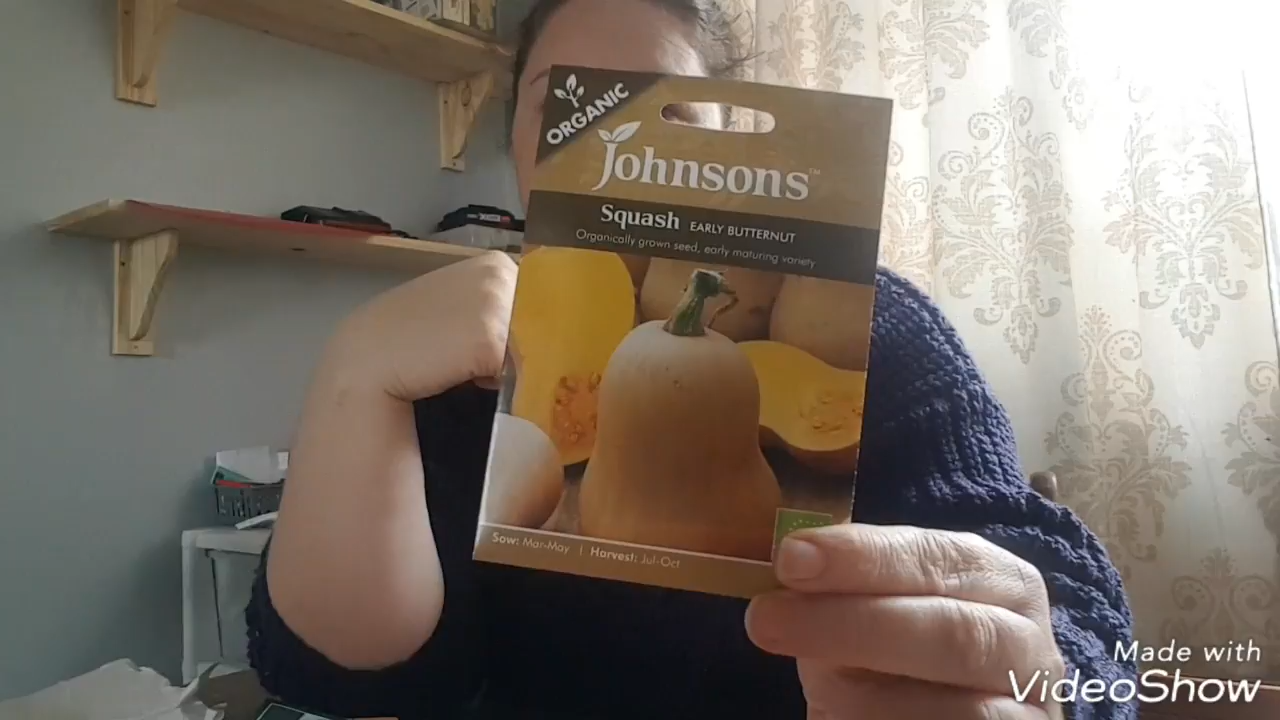 ORGANIC
Johnsons™
Squash EARLY BUTTERNUT
Organically grown seed, early maturing variety
Sow: Mar-May | Harvest: Jul-Oct
Made with
VideoShow